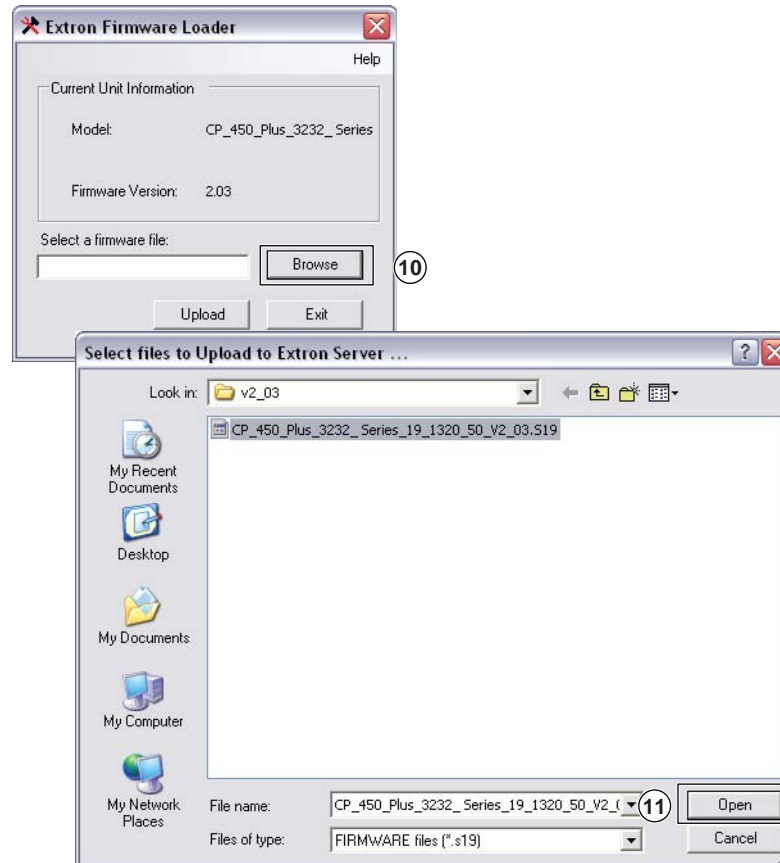 Extron Firmware Loader
Help
Current Unit Information
Model: CP_450_Plus_3232_ Series
Firmware Version: 2.03
Select a firmware file:
Browse
10
Upload Exit
Select files to Upload to Extron Server ...
Look in: v2_03
CP_450_Plus_3232_ Series_19_1320_50_V2_03.S19
My Recent
Documents
Desktop
My Documents
My Computer
My Network
Places
File name: CP_450_Plus_3232_ Series_19_1320_50_V2_(
11
Open
Files of type: FIRMWARE files (*.s19)
Cancel